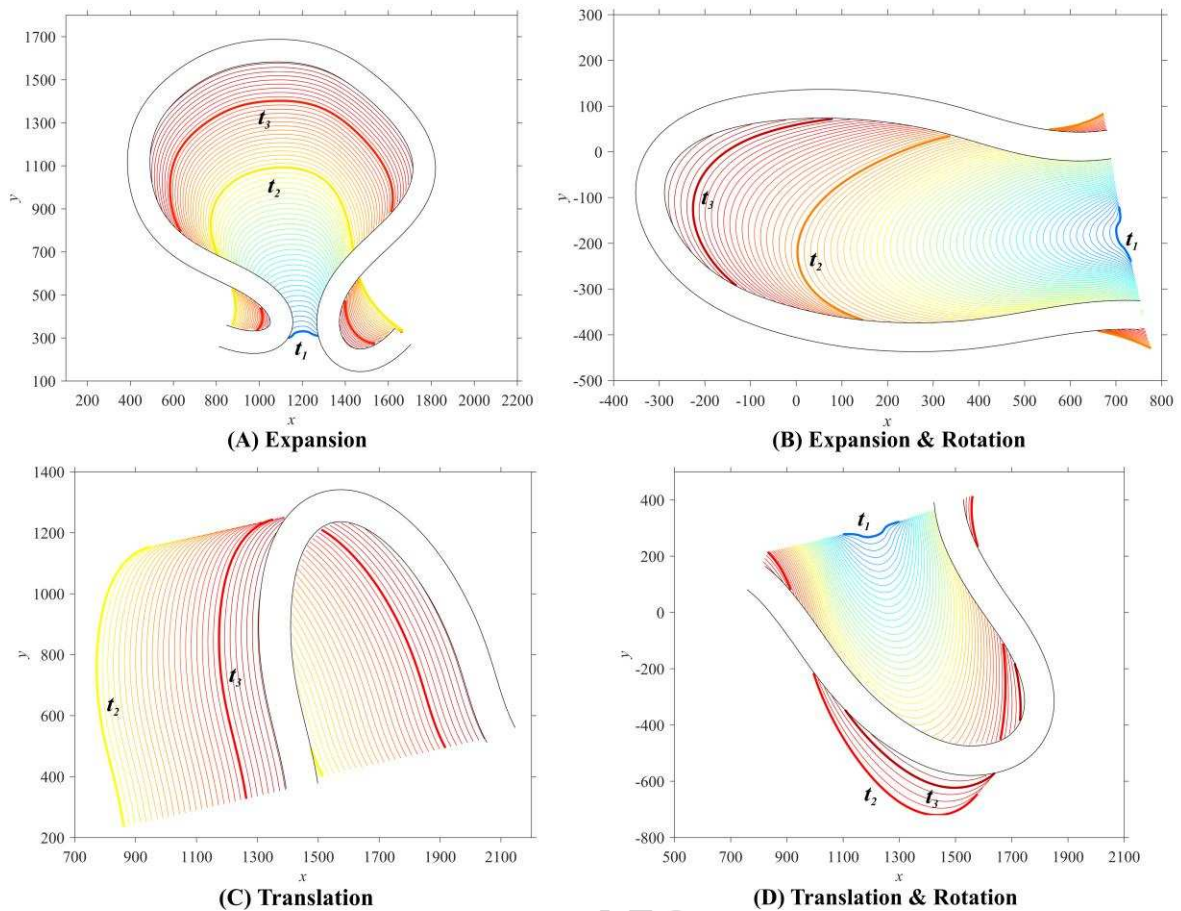 1700
1500
1300
1100
900
700
500
300
100
y
t3
t2
t1
200 400 600 800 1000 1200 1400 1600 1800 2000 2200
x
(A) Expansion
300
200
100
0
-100
-200
-300
-400
-500
y
t3
t2
t1
-400 -300 -200 -100 0 100 200 300 400 500 600 700 800
x
(B) Expansion & Rotation
1400
1200
1000
800
600
400
200
y
t2
t3
700 900 1100 1300 1500 1700 1900 2100
x
(C) Translation
400
200
0
-200
-400
-600
-800
y
t1
t2
t3
500 700 900 1100 1300 1500 1700 1900 2100
x
(D) Translation & Rotation